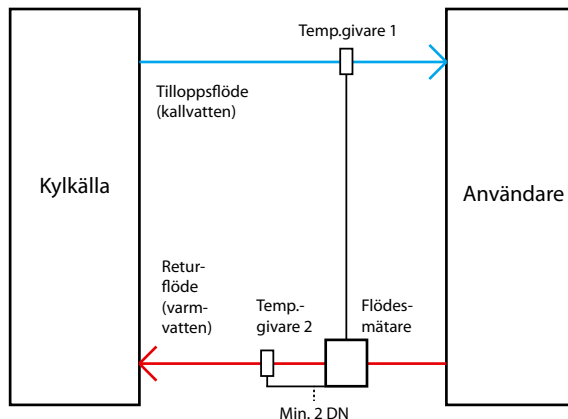 Temp.givare 1
Tilloppsflöde
(kallvatten)
Kylkälla
Användare
Retur-
flöde
(varm-
vatten)
Temp.-
givare 2
Flödes-
mätare
Min. 2 DN